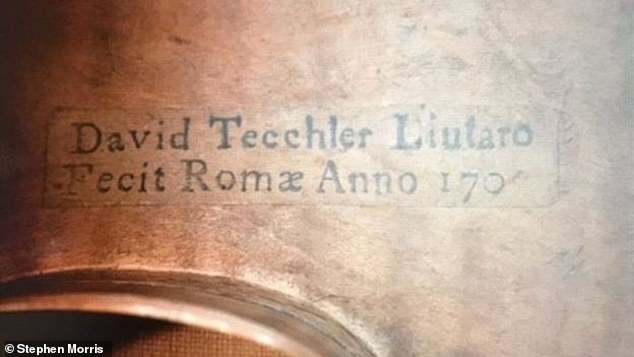 David Tecchler Liutaro
Fecit Romæ Anno 170
© Stephen Morris